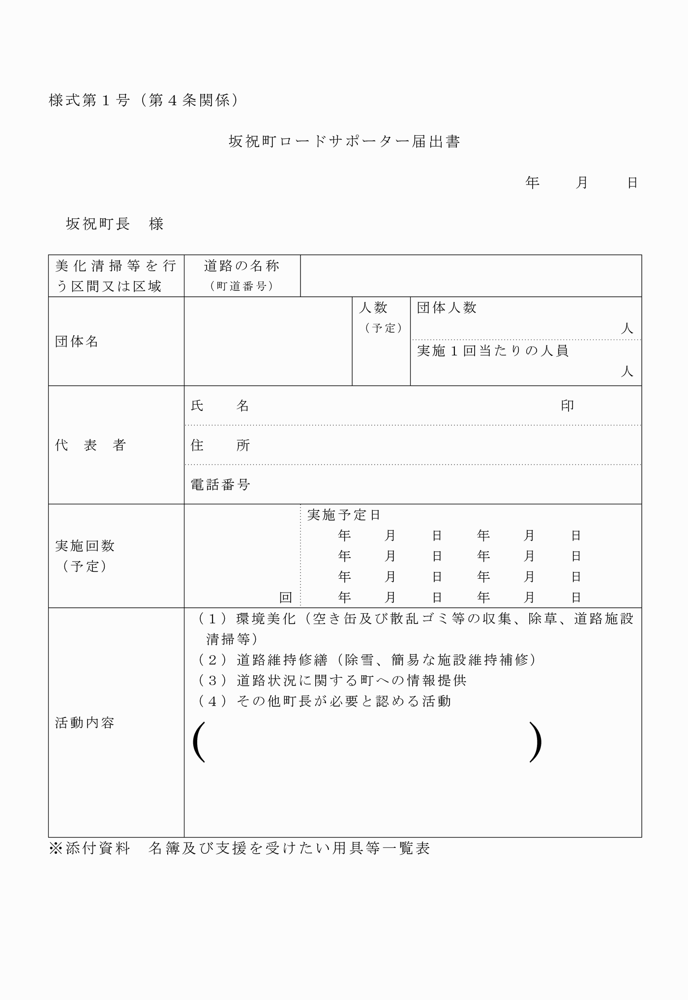 様式第１号（第４条関係）
坂祝町ロードサポーター届出書
年　　月　　日
坂祝町長　様
美化清掃等を行
う区間又は区域
道路の名称
（町道番号）
団体名
人数
（予定）
団体人数
人
実施１回当たりの人員
人
代　表　者
氏　　名　　　　　　　　　　　　　　　　　　　　印
住　　所
電話番号
実施回数
（予定）
回
実施予定日
年　　月　　日　　年　　月　　日
年　　月　　日　　年　　月　　日
年　　月　　日　　年　　月　　日
年　　月　　日　　年　　月　　日
活動内容
（１）環境美化（空き缶及び散乱ゴミ等の収集、除草、道路施設
清掃等）
（２）道路維持修繕（除雪、簡易な施設維持補修）
（３）道路状況に関する町への情報提供
（４）その他町長が必要と認める活動
（　　　　　　　　　　　　　　　　　　　　　）
※添付資料　名簿及び支援を受けたい用具等一覧表